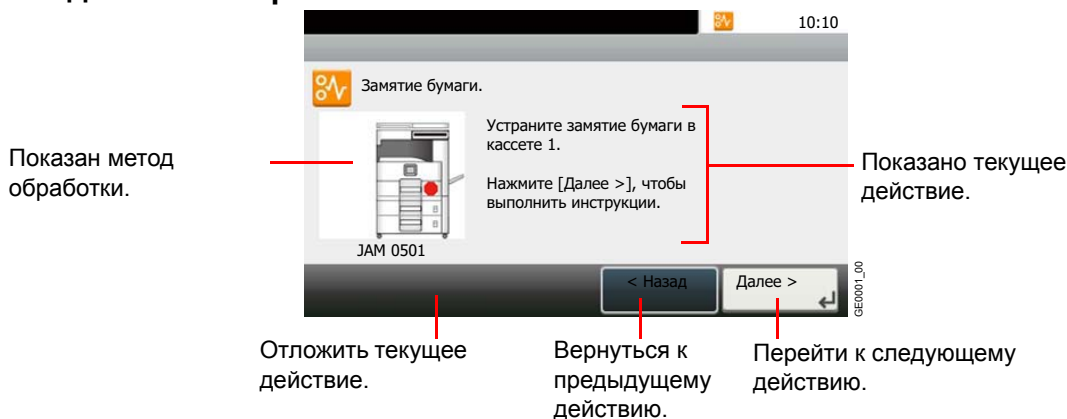 10:10
Замятие бумаги.
Устраните замятие бумаги в
кассете 1.
Нажмите [Далее >], чтобы
выполнить инструкции.
JAM 0501
Показан метод
обработки.
Показано текущее
действие.
< Назад
Далее >
GE0001_00
Отложить текущее
действие.
Вернуться к
предыдущему
действию.
Перейти к следующему
действию.